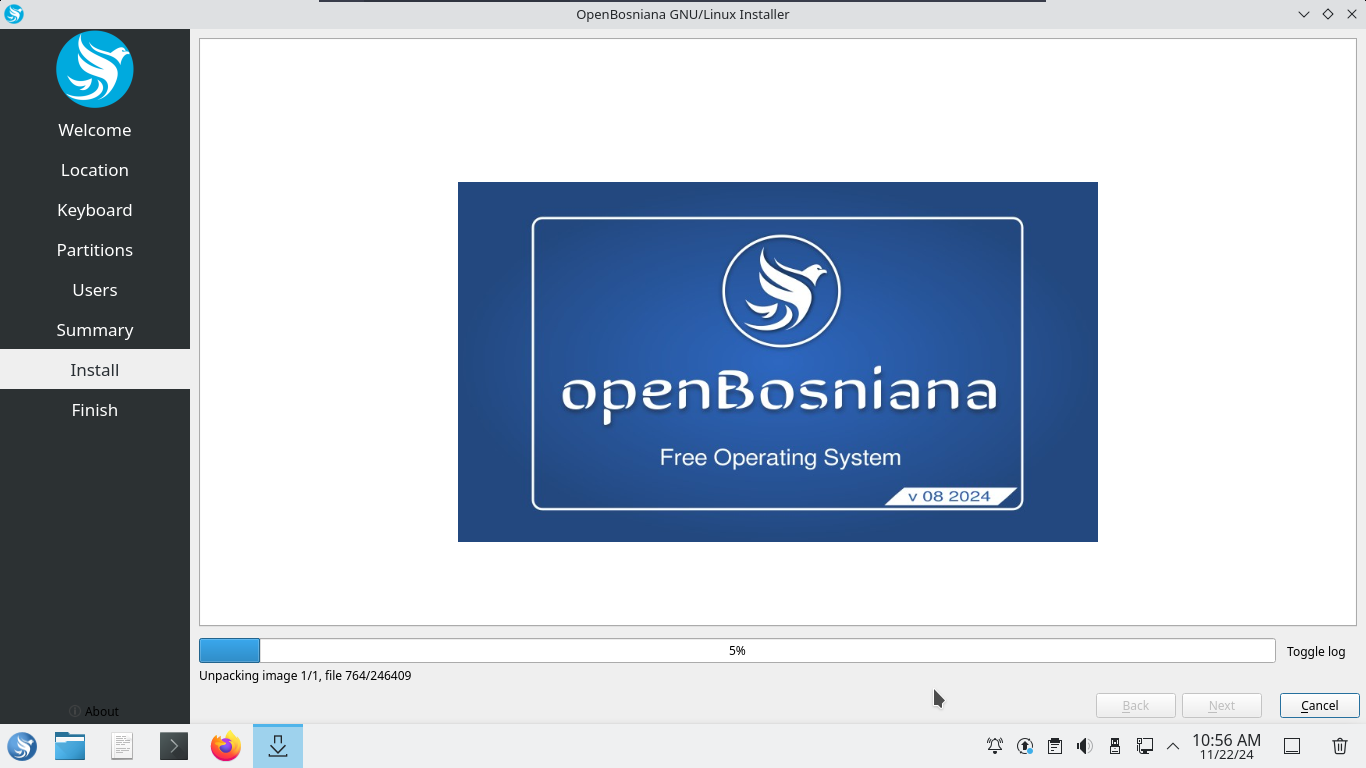 OpenBosniana GNU/Linux Installer
Welcome
Location
Keyboard
Partitions
Users
Summary
Install
Finish
openBosniana
Free Operating System
v 08 2024
5%
Toggle log
Unpacking image 1/1, file 764/246409
About
Back
Next
Cancel
10:56 AM
11/22/24